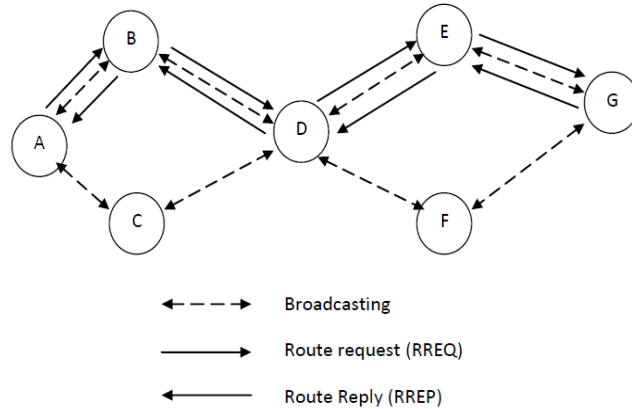 B
E
G
D
A
C
F
Broadcasting
Route request (RREQ)
Route Reply (RREP)